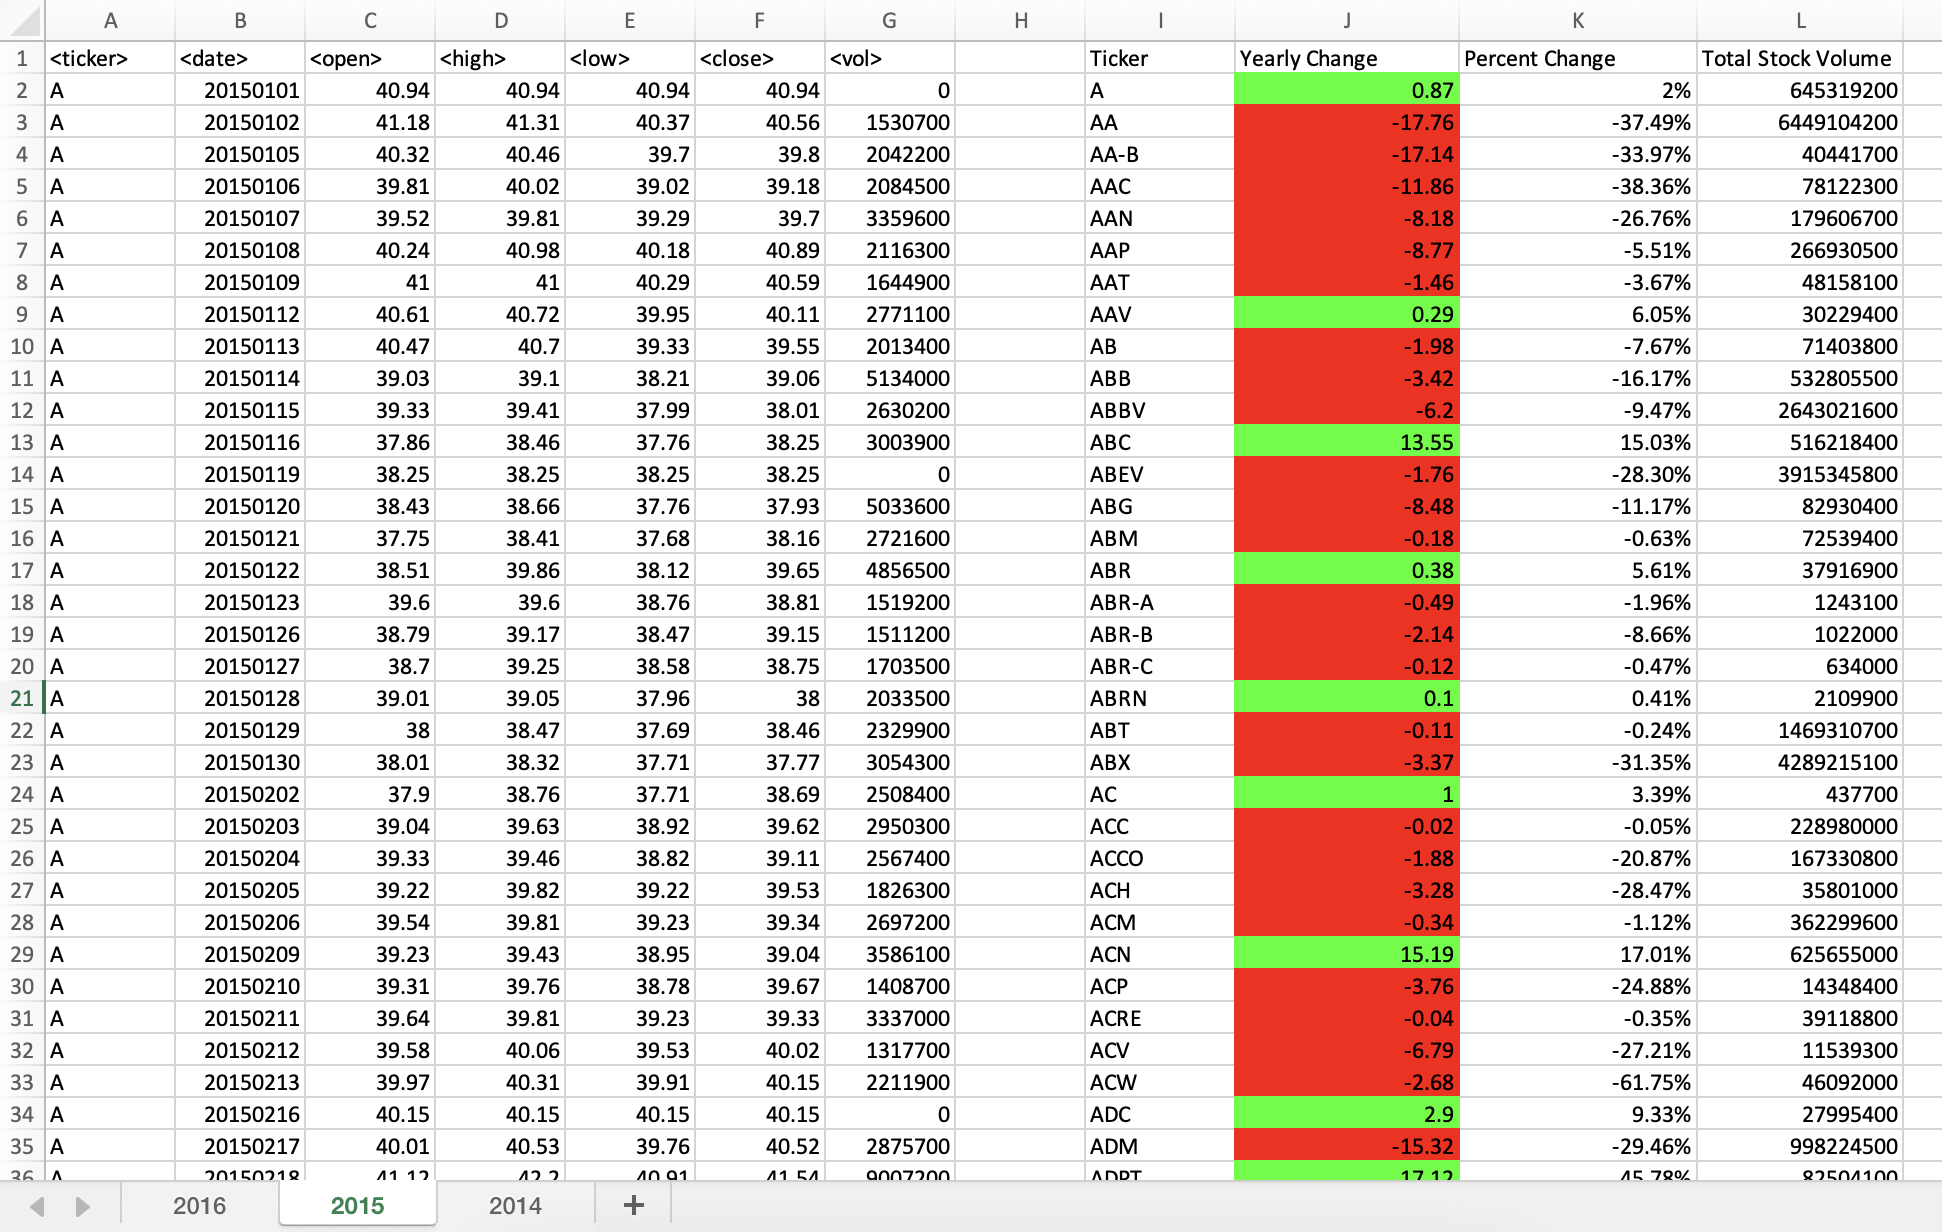 A B C D E F G H I J K L
1 <ticker> <date> <open> <high> <low> <close> <vol> Ticker Yearly Change Percent Change Total Stock Volume
2 A 20150101 40.94 40.94 40.94 40.94 0 A 0.87 2% 645319200
3 A 20150102 41.18 41.31 40.37 40.56 1530700 AA -17.76 -37.49% 6449104200
4 A 20150105 40.32 40.46 39.7 39.8 2042200 AA-B -17.14 -33.97% 40441700
5 A 20150106 39.81 40.02 39.02 39.18 2084500 AAC -11.86 -38.36% 78122300
6 A 20150107 39.52 39.81 39.29 39.7 3359600 AAN -8.18 -26.76% 179606700
7 A 20150108 40.24 40.98 40.18 40.89 2116300 AAP -8.77 -5.51% 266930500
8 A 20150109 41 41 40.29 40.59 1644900 AAT -1.46 -3.67% 48158100
9 A 20150112 40.61 40.72 39.95 40.11 2771100 AAV 0.29 6.05% 30229400
10 A 20150113 40.47 40.7 39.33 39.55 2013400 AB -1.98 -7.67% 71403800
11 A 20150114 39.03 39.1 38.21 39.06 5134000 ABB -3.42 -16.17% 532805500
12 A 20150115 39.33 39.41 37.99 38.01 2630200 ABBV -6.2 -9.47% 2643021600
13 A 20150116 37.86 38.46 37.76 38.25 3003900 ABC 13.55 15.03% 516218400
14 A 20150119 38.25 38.25 38.25 38.25 0 ABEV -1.76 -28.30% 3915345800
15 A 20150120 38.43 38.66 37.76 37.93 5033600 ABG -8.48 -11.17% 82930400
16 A 20150121 37.75 38.41 37.68 38.16 2721600 ABM -0.18 -0.63% 72539400
17 A 20150122 38.51 39.86 38.12 39.65 4856500 ABR 0.38 5.61% 37916900
18 A 20150123 39.6 39.6 38.76 38.81 1519200 ABR-A -0.49 -1.96% 1243100
19 A 20150126 38.79 39.17 38.47 39.15 1511200 ABR-B -2.14 -8.66% 1022000
20 A 20150127 38.7 39.25 38.58 38.75 1703500 ABR-C -0.12 -0.47% 634000
21 A 20150128 39.01 39.05 37.96 38 2033500 ABRN 0.1 0.41% 2109900
22 A 20150129 38 38.47 37.69 38.46 2329900 ABT -0.11 -0.24% 1469310700
23 A 20150130 38.01 38.32 37.71 37.77 3054300 ABX -3.37 -31.35% 4289215100
24 A 20150202 37.9 38.76 37.71 38.69 2508400 AC 1 3.39% 437700
25 A 20150203 39.04 39.63 38.92 39.62 2950300 ACC -0.02 -0.05% 228980000
26 A 20150204 39.33 39.46 38.82 39.11 2567400 ACCO -1.88 -20.87% 167330800
27 A 20150205 39.22 39.82 39.22 39.53 1826300 ACH -3.28 -28.47% 35801000
28 A 20150206 39.54 39.81 39.23 39.34 2697200 ACM -0.34 -1.12% 362299600
29 A 20150209 39.23 39.43 38.95 39.04 3586100 ACN 15.19 17.01% 625655000
30 A 20150210 39.31 39.76 38.78 39.67 1408700 ACP -3.76 -24.88% 14348400
31 A 20150211 39.64 39.81 39.23 39.33 3337000 ACRE -0.04 -0.35% 39118800
32 A 20150212 39.58 40.06 39.53 40.02 1317700 ACV -6.79 -27.21% 11539300
33 A 20150213 39.97 40.31 39.91 40.15 2211900 ACW -2.68 -61.75% 46092000
34 A 20150216 40.15 40.15 40.15 40.15 0 ADC 2.9 9.33% 27995400
35 A 20150217 40.01 40.53 39.76 40.52 2875700 ADM -15.32 -29.46% 998224500
36 A 20150218 41.12 42.2 40.91 41.54 9007200 ADPT 17.12 45.78% 82504100
2016 2015 2014 +